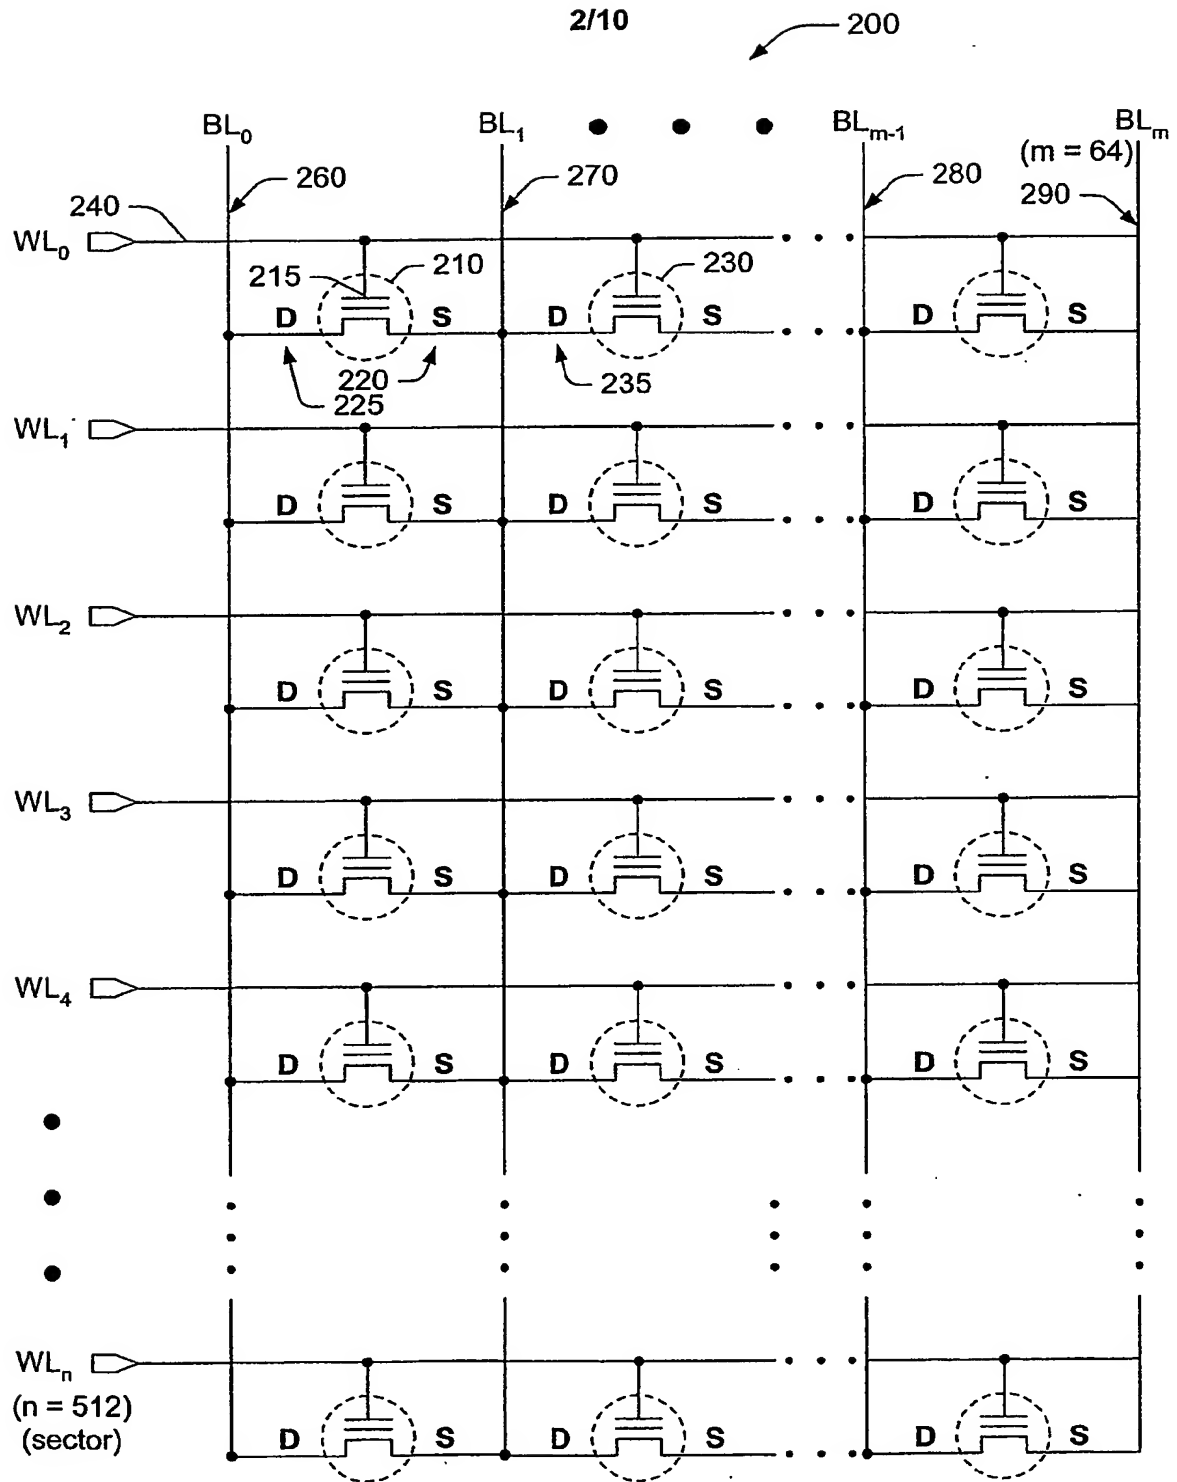 2/10
200
BL0 BL1 BLm-1 BLm
(m = 64)
260 270 280 290
240
WL0
215 210 230
D S D S D S
220 235
225
WL1
D S D S D S
WL2
D S D S D S
WL3
D S D S D S
WL4
D S D S D S
WLn
(n = 512)
(sector)
D S D S D S